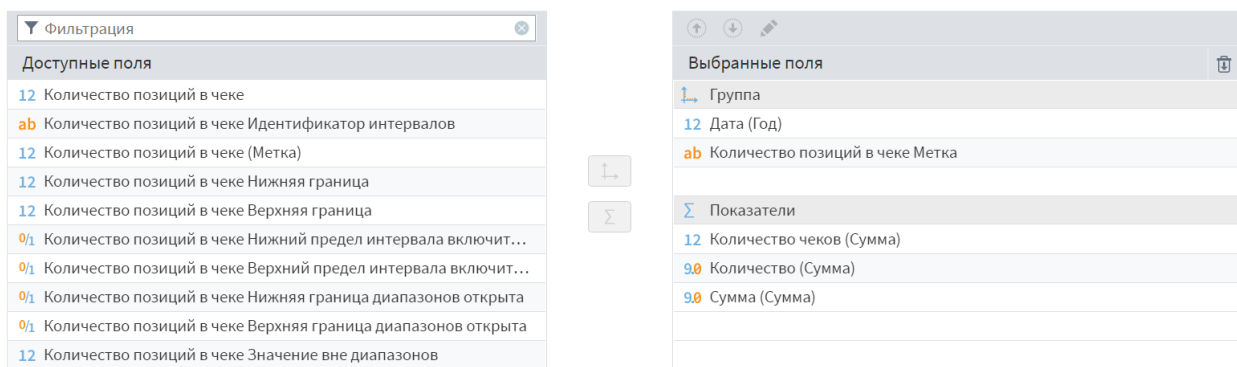 Фильтрация
Доступные поля
12 Количество позиций в чеке
ab Количество позиций в чеке Идентификатор интервалов
12 Количество позиций в чеке (Метка)
12 Количество позиций в чеке Нижняя граница
12 Количество позиций в чеке Верхняя граница
0/1 Количество позиций в чеке Нижний предел интервала включит...
0/1 Количество позиций в чеке Верхний предел интервала включит...
0/1 Количество позиций в чеке Нижняя граница диапазонов открыта
0/1 Количество позиций в чеке Верхняя граница диапазонов открыта
12 Количество позиций в чеке Значение вне диапазонов
Σ
Выбранные поля
Группа
12 Дата (Год)
ab Количество позиций в чеке Метка
Σ Показатели
12 Количество чеков (Сумма)
9.0 Количество (Сумма)
9.0 Сумма (Сумма)